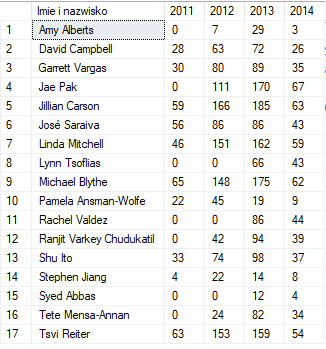 Imie i nazwisko 2011 2012 2013 2014
1 Amy Alberts 0 7 29 3
2 David Campbell 28 63 72 26
3 Garrett Vargas 30 80 89 35
4 Jae Pak 0 111 170 67
5 Jillian Carson 59 166 185 63
6 José Saraiva 56 86 86 43
7 Linda Mitchell 46 151 162 59
8 Lynn Tsoflias 0 0 66 43
9 Michael Blythe 65 148 175 62
10 Pamela Ansman-Wolfe 22 45 19 9
11 Rachel Valdez 0 0 86 44
12 Ranjit Varkey Chudukatil 0 42 94 39
13 Shu Ito 33 74 98 37
14 Stephen Jiang 4 22 14 8
15 Syed Abbas 0 0 12 4
16 Tete Mensa-Annan 0 24 82 34
17 Tsvi Reiter 63 153 159 54